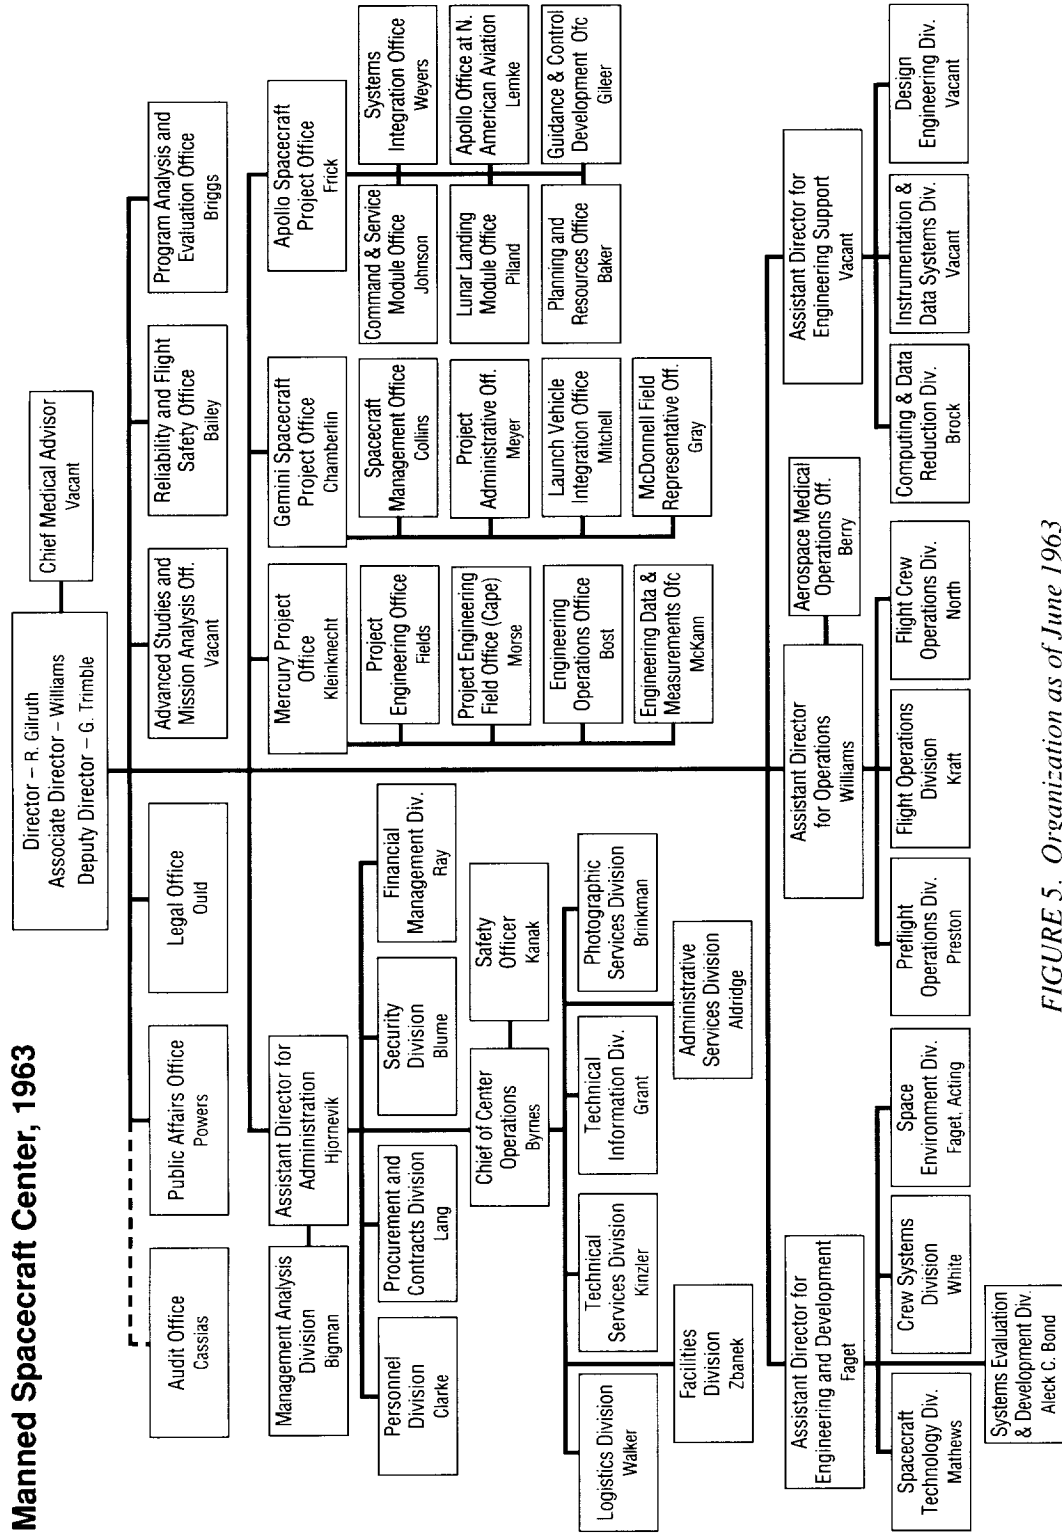 Manned Spacecraft Center, 1963
Director – R. Gilruth
Associate Director – Williams
Deputy Director – G. Trimble
Chief Medical Advisor
Vacant
Audit Office
Cassias
Public Affairs Office
Powers
Legal Office
Ould
Advanced Studies and
Mission Analysis Off.
Vacant
Reliability and Flight
Safety Office
Bailey
Program Analysis and
Evaluation Office
Briggs
Management Analysis
Division
Bigman
Assistant Director for
Administration
Hjornevik
Mercury Project
Office
Kleinknecht
Gemini Spacecraft
Project Office
Chamberlin
Apollo Spacecraft
Project Office
Frick
Personnel
Division
Clarke
Procurement and
Contracts Division
Lang
Security
Division
Blume
Financial
Management Div.
Ray
Chief of Center
Operations
Byrnes
Safety
Officer
Kanak
Logistics Division
Walker
Technical
Services Division
Kinzler
Technical
Information Div.
Grant
Photographic
Services Division
Brinkman
Facilities
Division
Zbanek
Administrative
Services Division
Aldridge
Project
Engineering Office
Fields
Project Engineering
Field Office (Cape)
Morse
Engineering
Operations Office
Bost
Engineering Data &
Measurements Ofc
McKann
Spacecraft
Management Office
Collins
Project
Administrative Off.
Meyer
Launch Vehicle
Integration Office
Mitchell
McDonnell Field
Representative Off.
Gray
Command & Service
Module Office
Johnson
Systems
Integration Office
Weyers
Lunar Landing
Module Office
Piland
Apollo Office at N.
American Aviation
Lemke
Planning and
Resources Office
Baker
Guidance & Control
Development Ofc
Gileer
Assistant Director for
Engineering and Development
Faget
Assistant Director
for Operations
Williams
Aerospace Medical
Operations Off.
Berry
Assistant Director for
Engineering Support
Vacant
Spacecraft
Technology Div.
Mathews
Crew Systems
Division
White
Space
Environment Div.
Faget, Acting
Systems Evaluation
& Development Div.
Aleck C. Bond
Preflight
Operations Div.
Preston
Flight Operations
Division
Kraft
Flight Crew
Operations Div.
North
Computing & Data
Reduction Div.
Brock
Instrumentation &
Data Systems Div.
Vacant
Design
Engineering Div.
Vacant
FIGURE 5. Organization as of June 1963